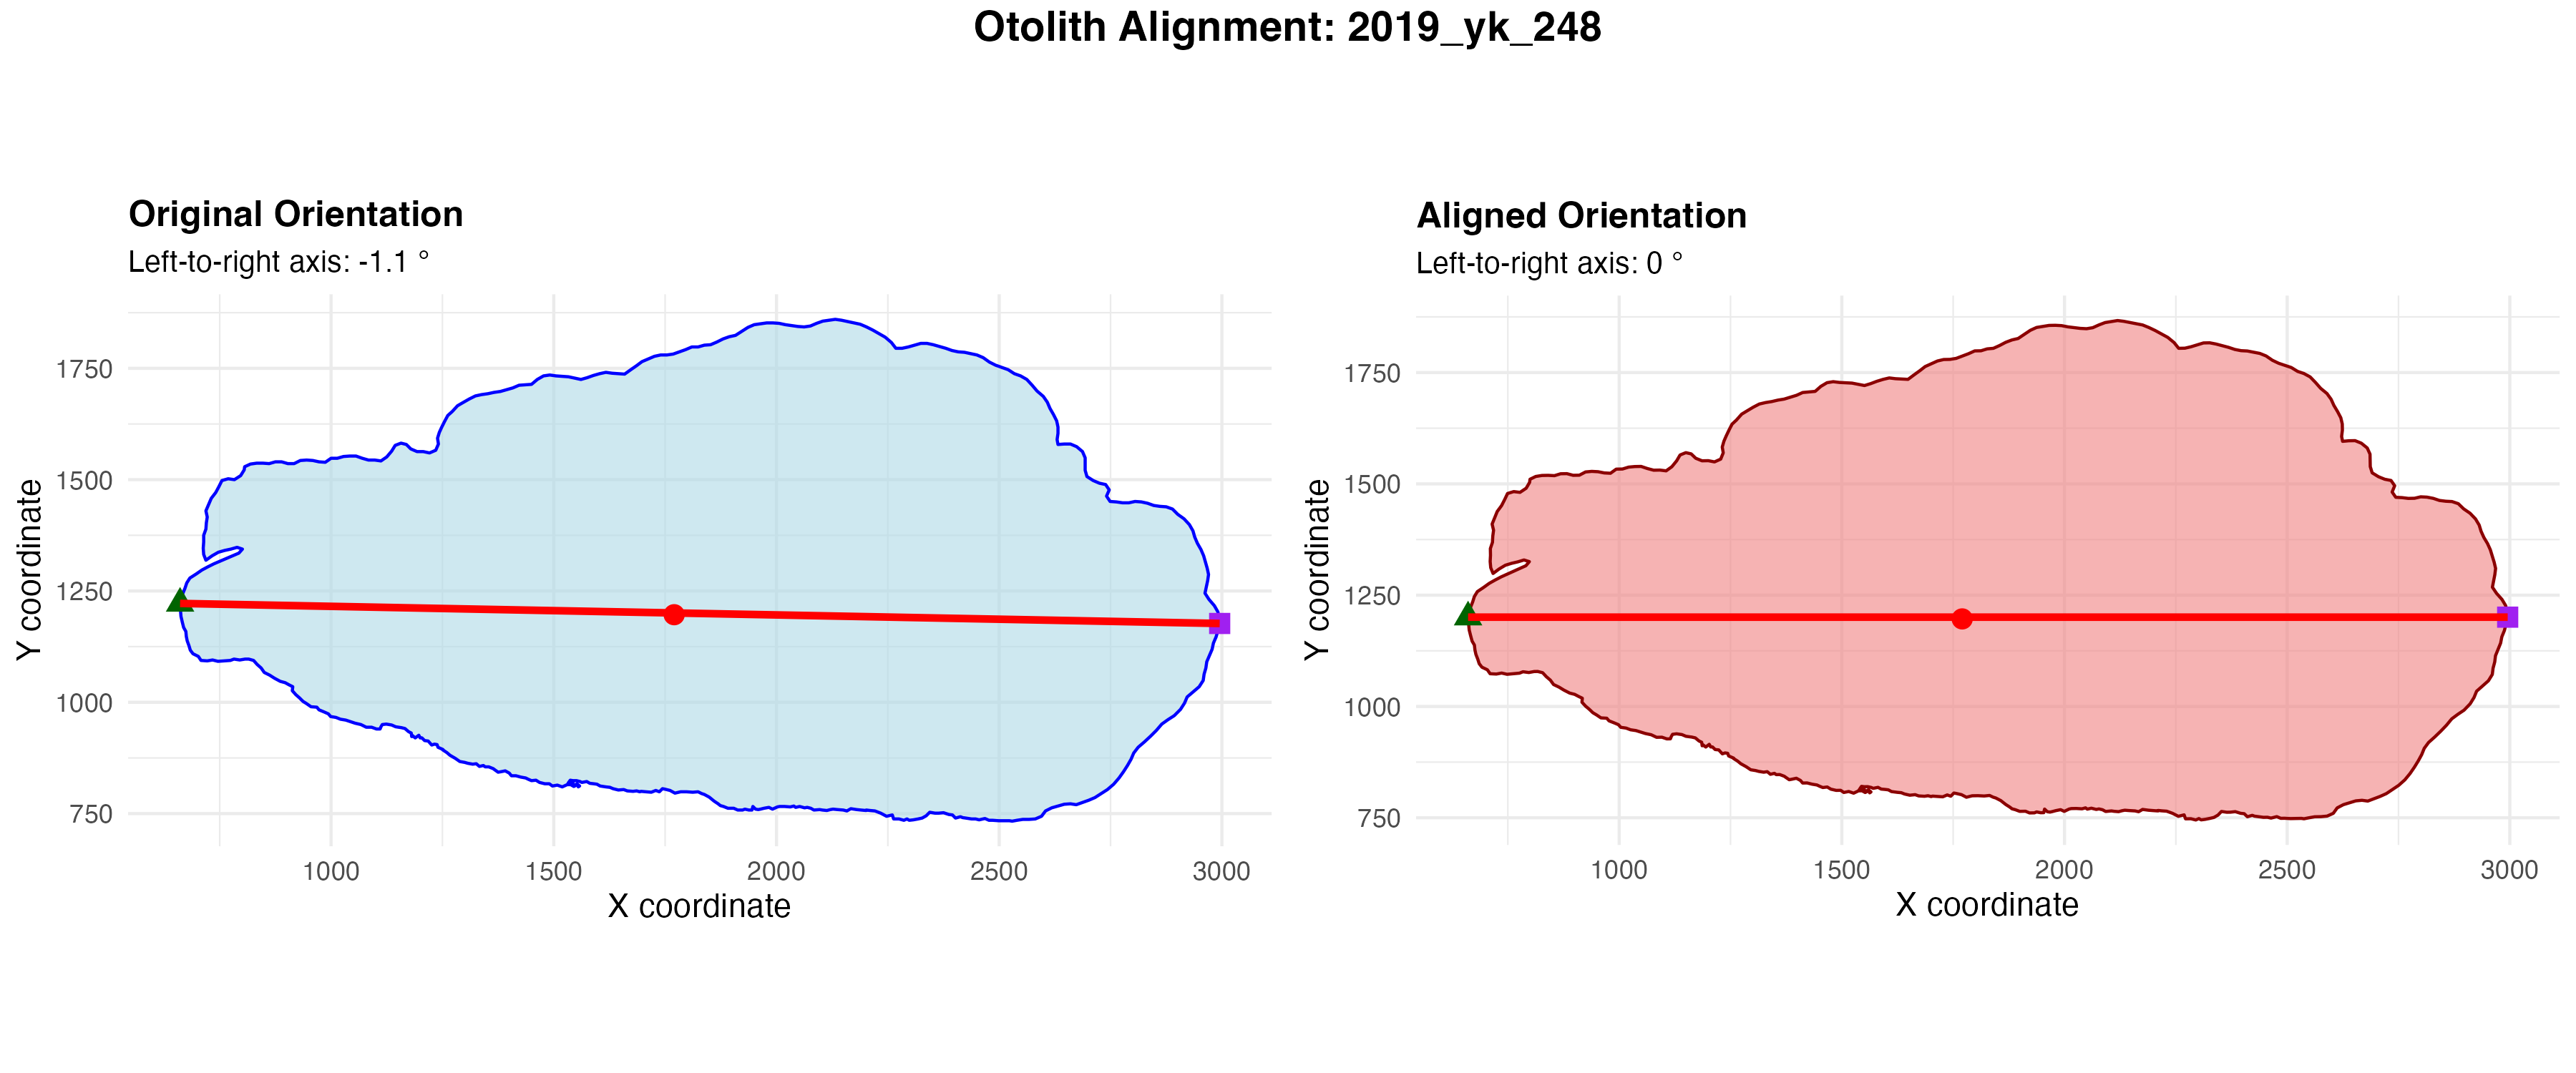 Otolith Alignment: 2019_yk_248
Original Orientation
Left-to-right axis: -1.1 °
1750
1500
1250
1000
750
Y coordinate
1000 1500 2000 2500 3000
X coordinate
Aligned Orientation
Left-to-right axis: 0 °
1750
1500
1250
1000
750
Y coordinate
1000 1500 2000 2500 3000
X coordinate